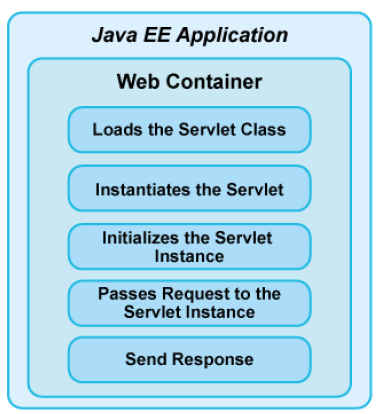 Java EE Application
Web Container
Loads the Servlet Class
Instantiates the Servlet
Initializes the Servlet
Instance
Passes Request to the
Servlet Instance
Send Response